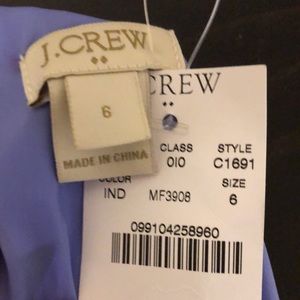 J.CREW
6
MADE IN CHINA
CREW
CLASS STYLE
010 C1691
COLOR SIZE
IND MF3908 6
099104258960